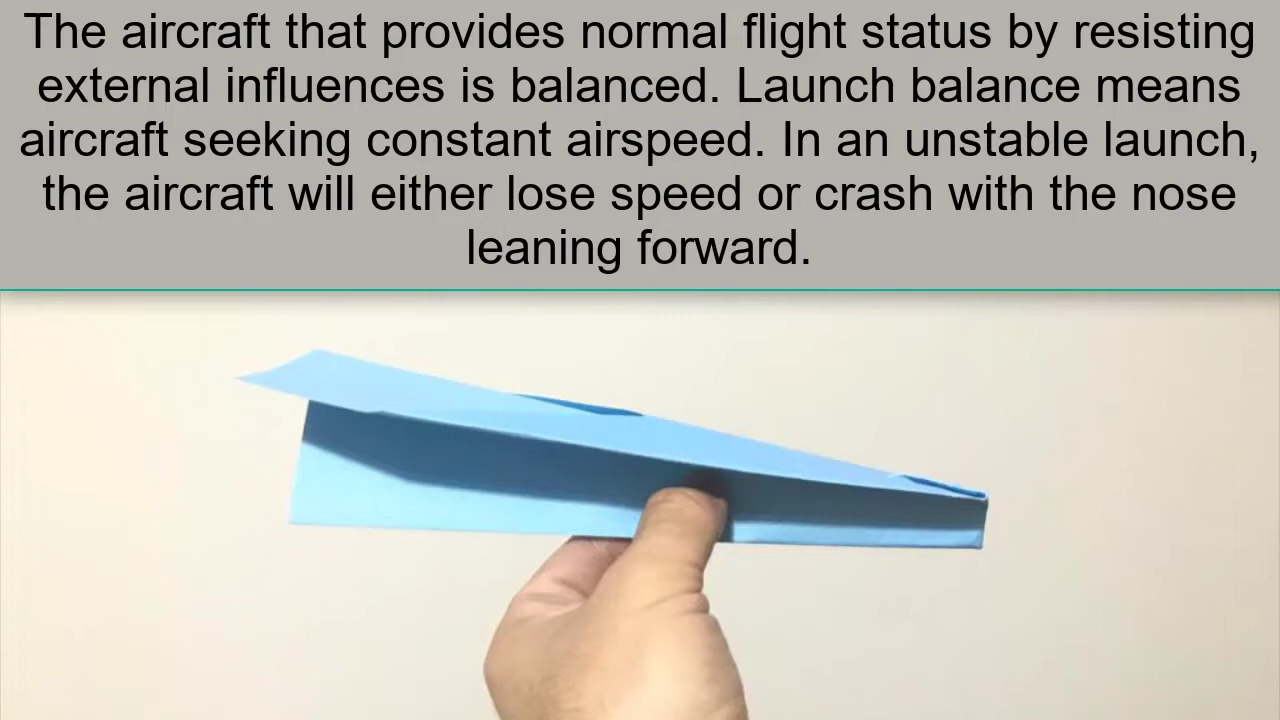 The aircraft that provides normal flight status by resisting
external influences is balanced. Launch balance means
aircraft seeking constant airspeed. In an unstable launch,
the aircraft will either lose speed or crash with the nose
leaning forward.